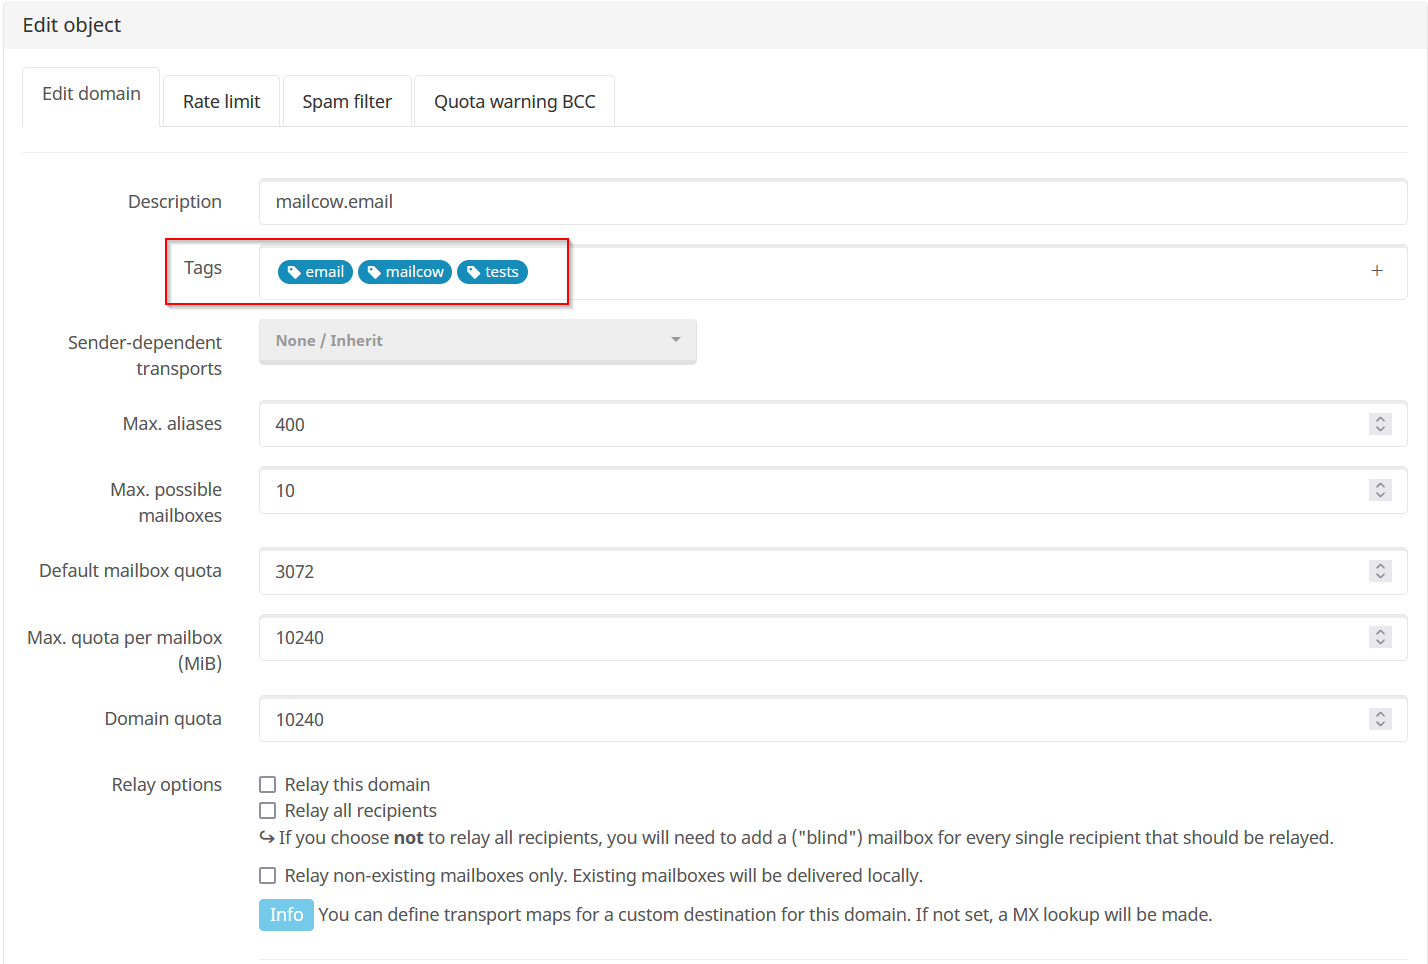 Edit object
Edit domain
Rate limit
Spam filter
Quota warning BCC
Description
mailcow.email
Tags
email mailcow tests
+
Sender-dependent
transports
None / Inherit
Max. aliases
400
Max. possible
mailboxes
10
Default mailbox quota
3072
Max. quota per mailbox
(MiB)
10240
Domain quota
10240
Relay options
Relay this domain
Relay all recipients
↪ If you choose not to relay all recipients, you will need to add a ("blind") mailbox for every single recipient that should be relayed.
Relay non-existing mailboxes only. Existing mailboxes will be delivered locally.
Info You can define transport maps for a custom destination for this domain. If not set, a MX lookup will be made.